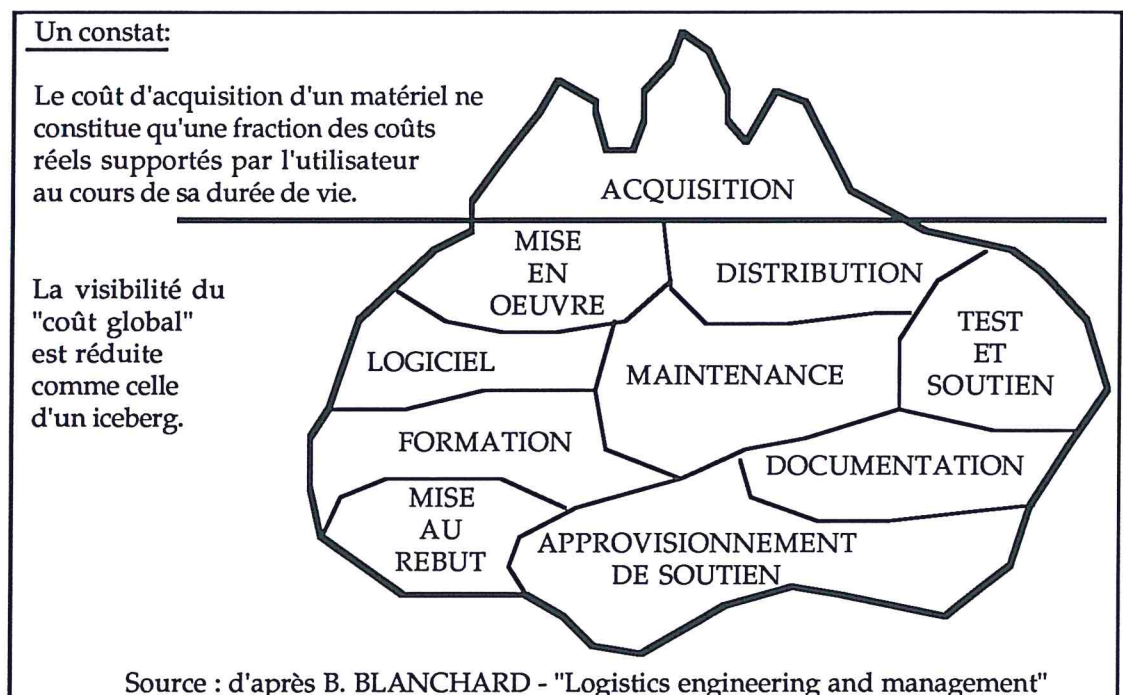 Un constat:
Le coût d'acquisition d'un matériel ne
constitue qu'une fraction des coûts
réels supportés par l'utilisateur
au cours de sa durée de vie.
ACQUISITION
La visibilité du
"coût global"
est réduite
comme celle
d'un iceberg.
MISE
EN
OEUVRE
DISTRIBUTION
TEST
ET
SOUTIEN
LOGICIEL
MAINTENANCE
FORMATION
DOCUMENTATION
MISE
AU
REBUT
APPROVISIONNEMENT
DE SOUTIEN
Source : d'après B. BLANCHARD - "Logistics engineering and management"